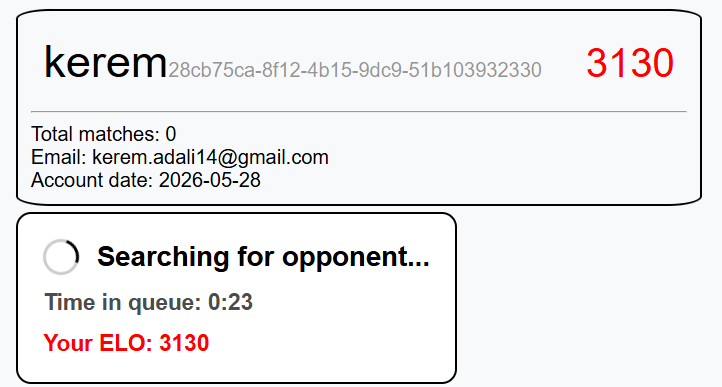 kerem28cb75ca-8f12-4b15-9dc9-51b103932330 3130
Total matches: 0
Email: kerem.adali14@gmail.com
Account date: 2026-05-28
Searching for opponent...
Time in queue: 0:23
Your ELO: 3130